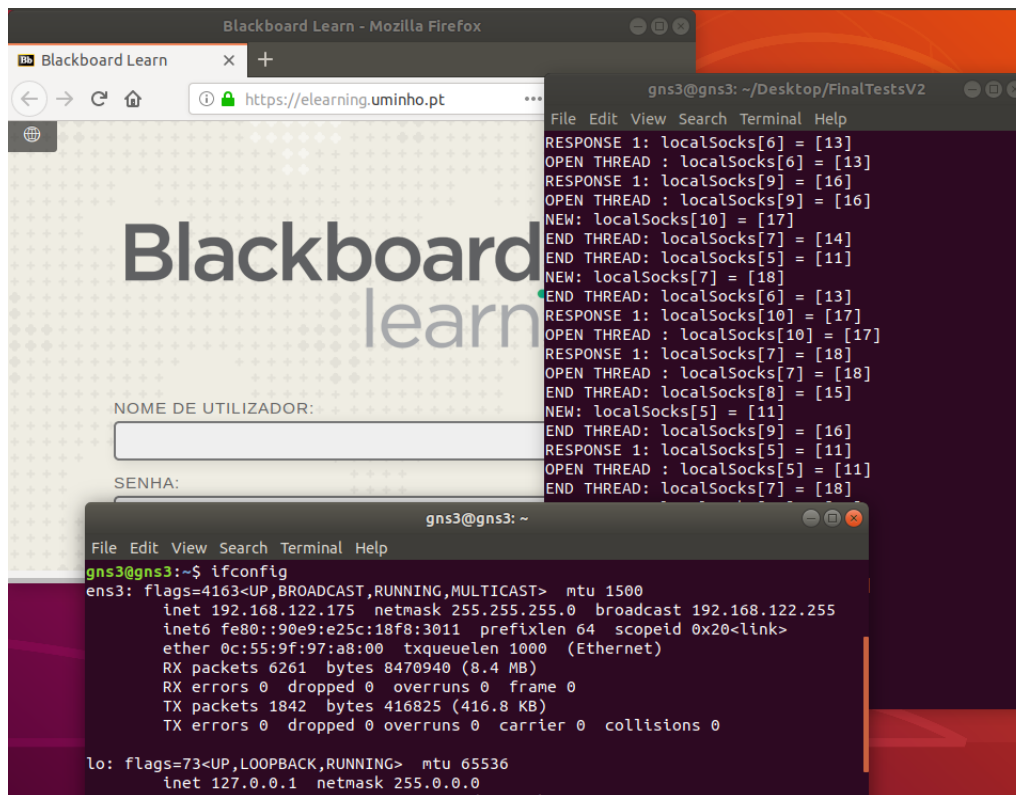 Blackboard Learn - Mozilla Firefox
Bb Blackboard Learn
https://elearning.uminho.pt
Blackboard
learn
NOME DE UTILIZADOR:
SENHA:
gns3@gns3: ~/Desktop/FinalTestsV2
File Edit View Search Terminal Help
RESPONSE 1: localSocks[6] = [13]
OPEN THREAD : localSocks[6] = [13]
RESPONSE 1: localSocks[9] = [16]
OPEN THREAD : localSocks[9] = [16]
NEW: localSocks[10] = [17]
END THREAD: localSocks[7] = [14]
END THREAD: localSocks[5] = [11]
NEW: localSocks[7] = [18]
END THREAD: localSocks[6] = [13]
RESPONSE 1: localSocks[10] = [17]
OPEN THREAD : localSocks[10] = [17]
RESPONSE 1: localSocks[7] = [18]
OPEN THREAD : localSocks[7] = [18]
END THREAD: localSocks[8] = [15]
NEW: localSocks[5] = [11]
END THREAD: localSocks[9] = [16]
RESPONSE 1: localSocks[5] = [11]
OPEN THREAD : localSocks[5] = [11]
END THREAD: localSocks[7] = [18]
gns3@gns3: ~
File Edit View Search Terminal Help
gns3@gns3:~$ ifconfig
ens3: flags=4163<UP,BROADCAST,RUNNING,MULTICAST> mtu 1500
inet 192.168.122.175 netmask 255.255.255.0 broadcast 192.168.122.255
inet6 fe80::90e9:e25c:18f8:3011 prefixlen 64 scopeid 0x20<link>
ether 0c:55:9f:97:a8:00 txqueuelen 1000 (Ethernet)
RX packets 6261 bytes 8470940 (8.4 MB)
RX errors 0 dropped 0 overruns 0 frame 0
TX packets 1842 bytes 416825 (416.8 KB)
TX errors 0 dropped 0 overruns 0 carrier 0 collisions 0
lo: flags=73<UP,LOOPBACK,RUNNING> mtu 65536
inet 127.0.0.1 netmask 255.0.0.0